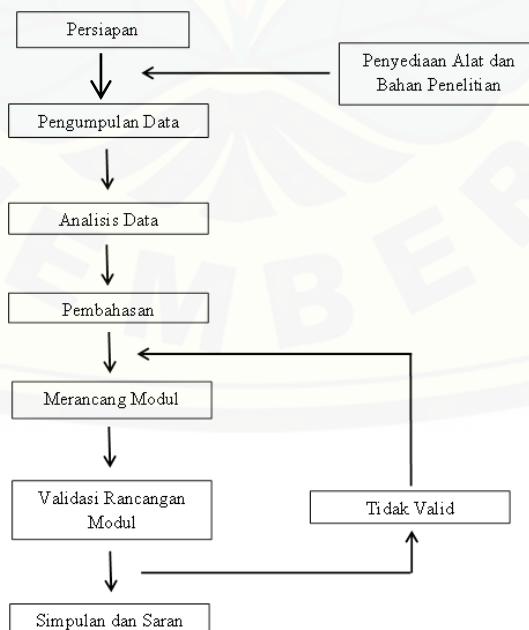 Persiapan
Penyediaan Alat dan
Bahan Penelitian
Pengumpulan Data
Analisis Data
Pembahasan
Merancang Modul
Validasi Rancangan
Modul
Tidak Valid
Simpulan dan Saran